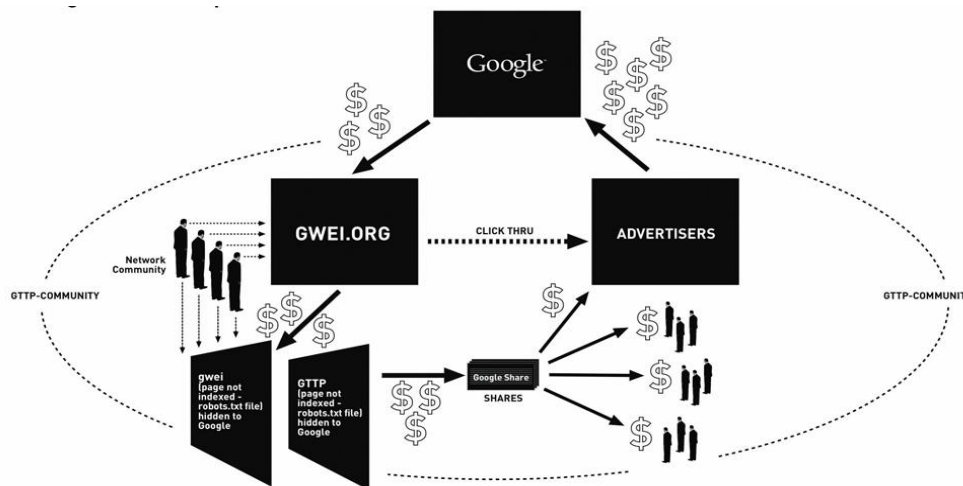 Google
GWEI.ORG
CLICK THRU
ADVERTISERS
Network
Community
GTTP-COMMUNITY
GTTP-COMMUNIT
gwei
(page not
indexed -
robots.txt file)
hidden to
Google
GTTP
(page not
indexed -
robots.txt file)
hidden to
Google
Google Share
SHARES